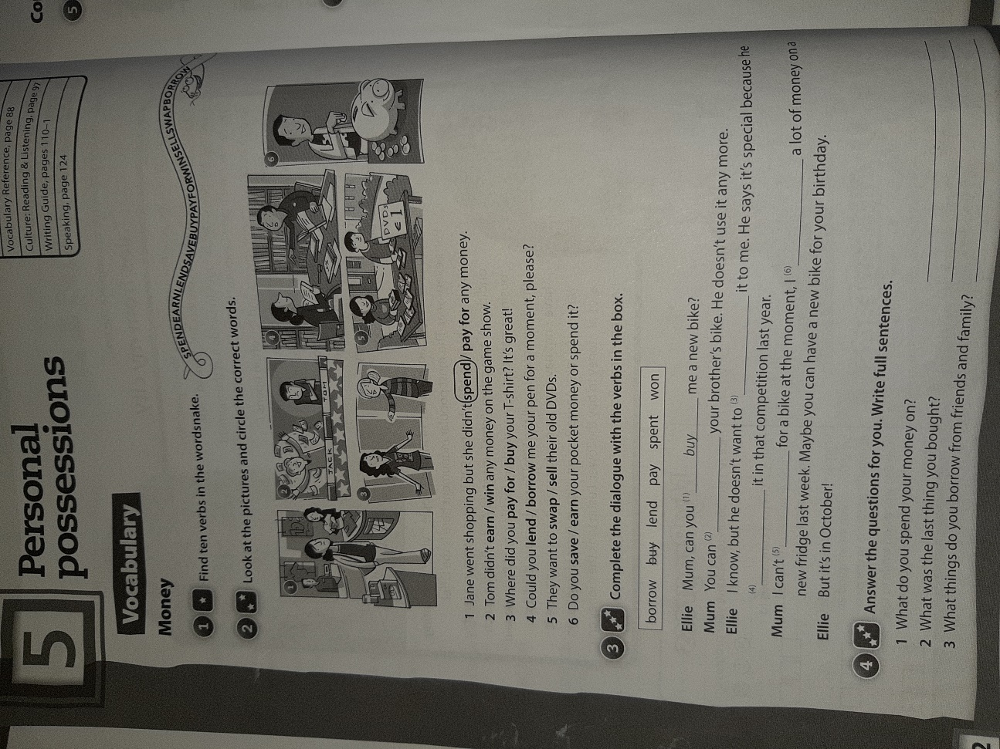 Vocabulary Reference, page 88
Culture: Reading & Listening, page 97
Writing Guide, pages 110–1
Speaking, page 124
Co
5
5
Personal
possessions
Vocabulary
Money
1 Find ten verbs in the wordsnake.
SPENDEARNLENDSAVEBUYPAYFORWINSELLSWAPBORROW
2 Look at the pictures and circle the correct words.
1
2
JACK
TOM
3
4
5
DVDs
€1
6
1 Jane went shopping but she didn't spend / pay for any money.
2 Tom didn't earn / win any money on the game show.
3 Where did you pay for / buy your T-shirt? It's great!
4 Could you lend / borrow me your pen for a moment, please?
5 They want to swap / sell their old DVDs.
6 Do you save / earn your pocket money or spend it?
3 Complete the dialogue with the verbs in the box.
borrow buy lend pay spent won
Ellie Mum, can you (1) buy me a new bike?
Mum You can (2) your brother's bike. He doesn't use it any more.
Ellie I know, but he doesn't want to (3) it to me. He says it's special because he
(4) it in that competition last year.
Mum I can't (5) for a bike at the moment, I (6) a lot of money on a
new fridge last week. Maybe you can have a new bike for your birthday.
Ellie But it's in October!
4 Answer the questions for you. Write full sentences.
1 What do you spend your money on?
2 What was the last thing you bought?
3 What things do you borrow from friends and family?
2